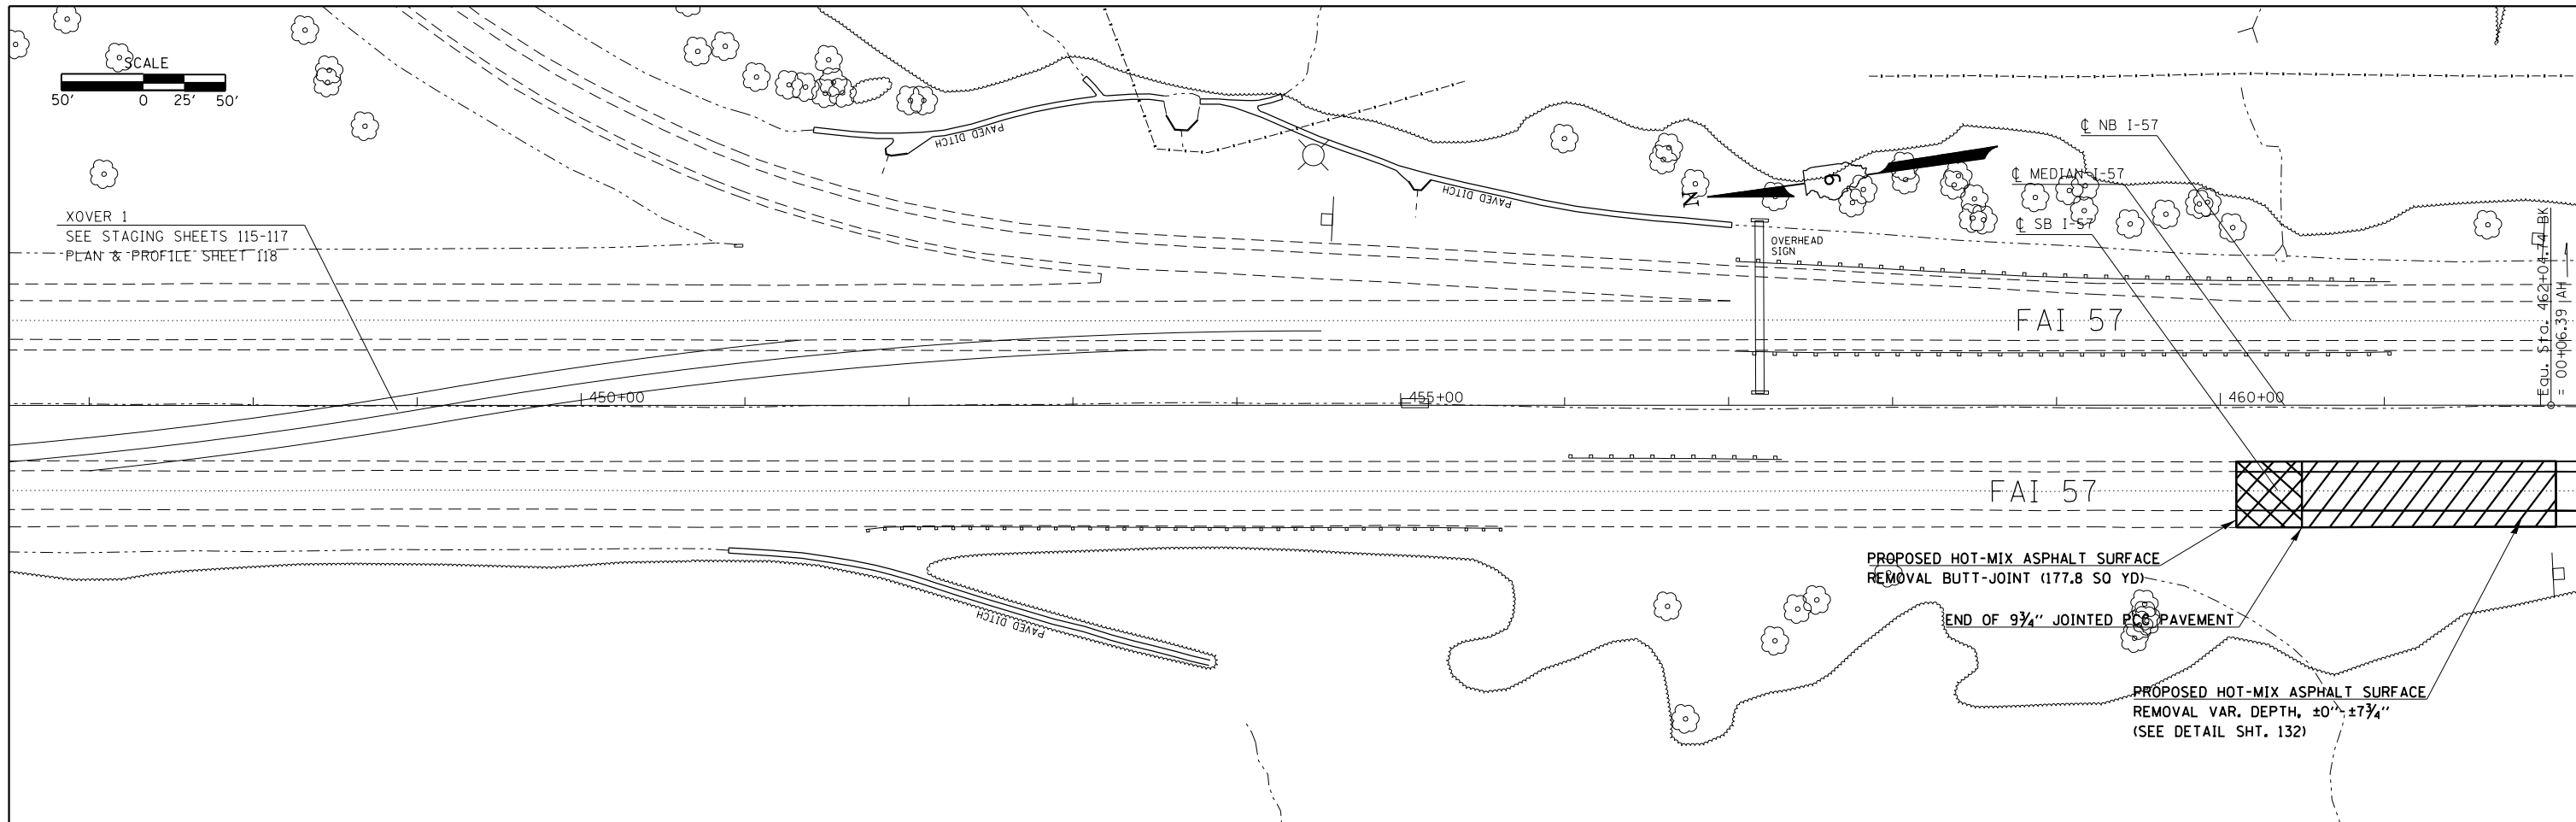 SCALE
50' 0 25' 50'
XOVER 1
SEE STAGING SHEETS 115-117
PLAN & PROFILE SHEET 118
PAVED DITCH
PAVED DITCH
N
OVERHEAD
SIGN
℄ NB I-57
℄ MEDIAN I-57
℄ SB I-57
FAI 57
Equ. Sta. 462+04.74 BK
= 00+06.39 AH
450+00
455+00
460+00
FAI 57
PROPOSED HOT-MIX ASPHALT SURFACE
REMOVAL BUTT-JOINT (177.8 SQ YD)
END OF 9¾" JOINTED PCC PAVEMENT
PAVED DITCH
PROPOSED HOT-MIX ASPHALT SURFACE
REMOVAL VAR. DEPTH, ±0"-±7¾"
(SEE DETAIL SHT. 132)